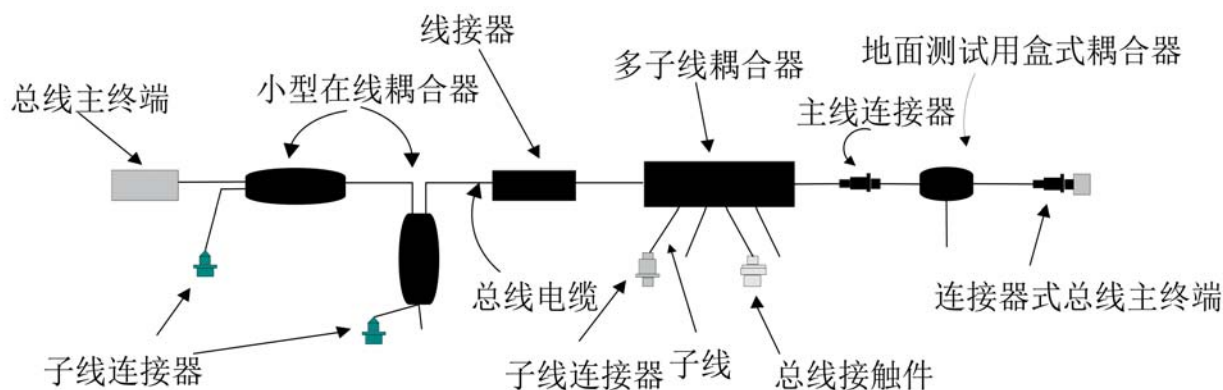 线接器
地面测试用盒式耦合器
多子线耦合器
小型在线耦合器
总线主终端
主线连接器
总线电缆
连接器式总线主终端
子线连接器
子线连接器
子线
总线接触件